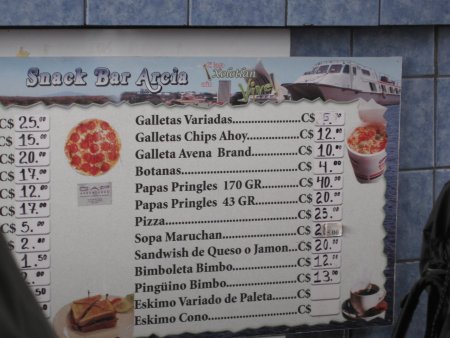 Snack Bar Arcia
Xolotlan
Vive!
C$ 25.00
C$ 15.00
C$ 20.00
C$ 17.00
C$ 12.00
C$ 17.00
C$ 5.00
C$ 2.00
Galletas Variadas C$ 5.00
Galletas Chips Ahoy C$ 12.00
Galleta Avena Brand C$ 10.00
Botanas C$ 4.00
Papas Pringles 170 GR C$ 40.00
Papas Pringles 43 GR C$ 20.00
Pizza C$ 25.00
Sopa Maruchan C$
Sandwish de Queso o Jamon C$ 20.00
Bimboleta Bimbo C$ 12.00
Pingüino Bimbo C$ 13.00
Eskimo Variado de Paleta C$
Eskimo Cono C$